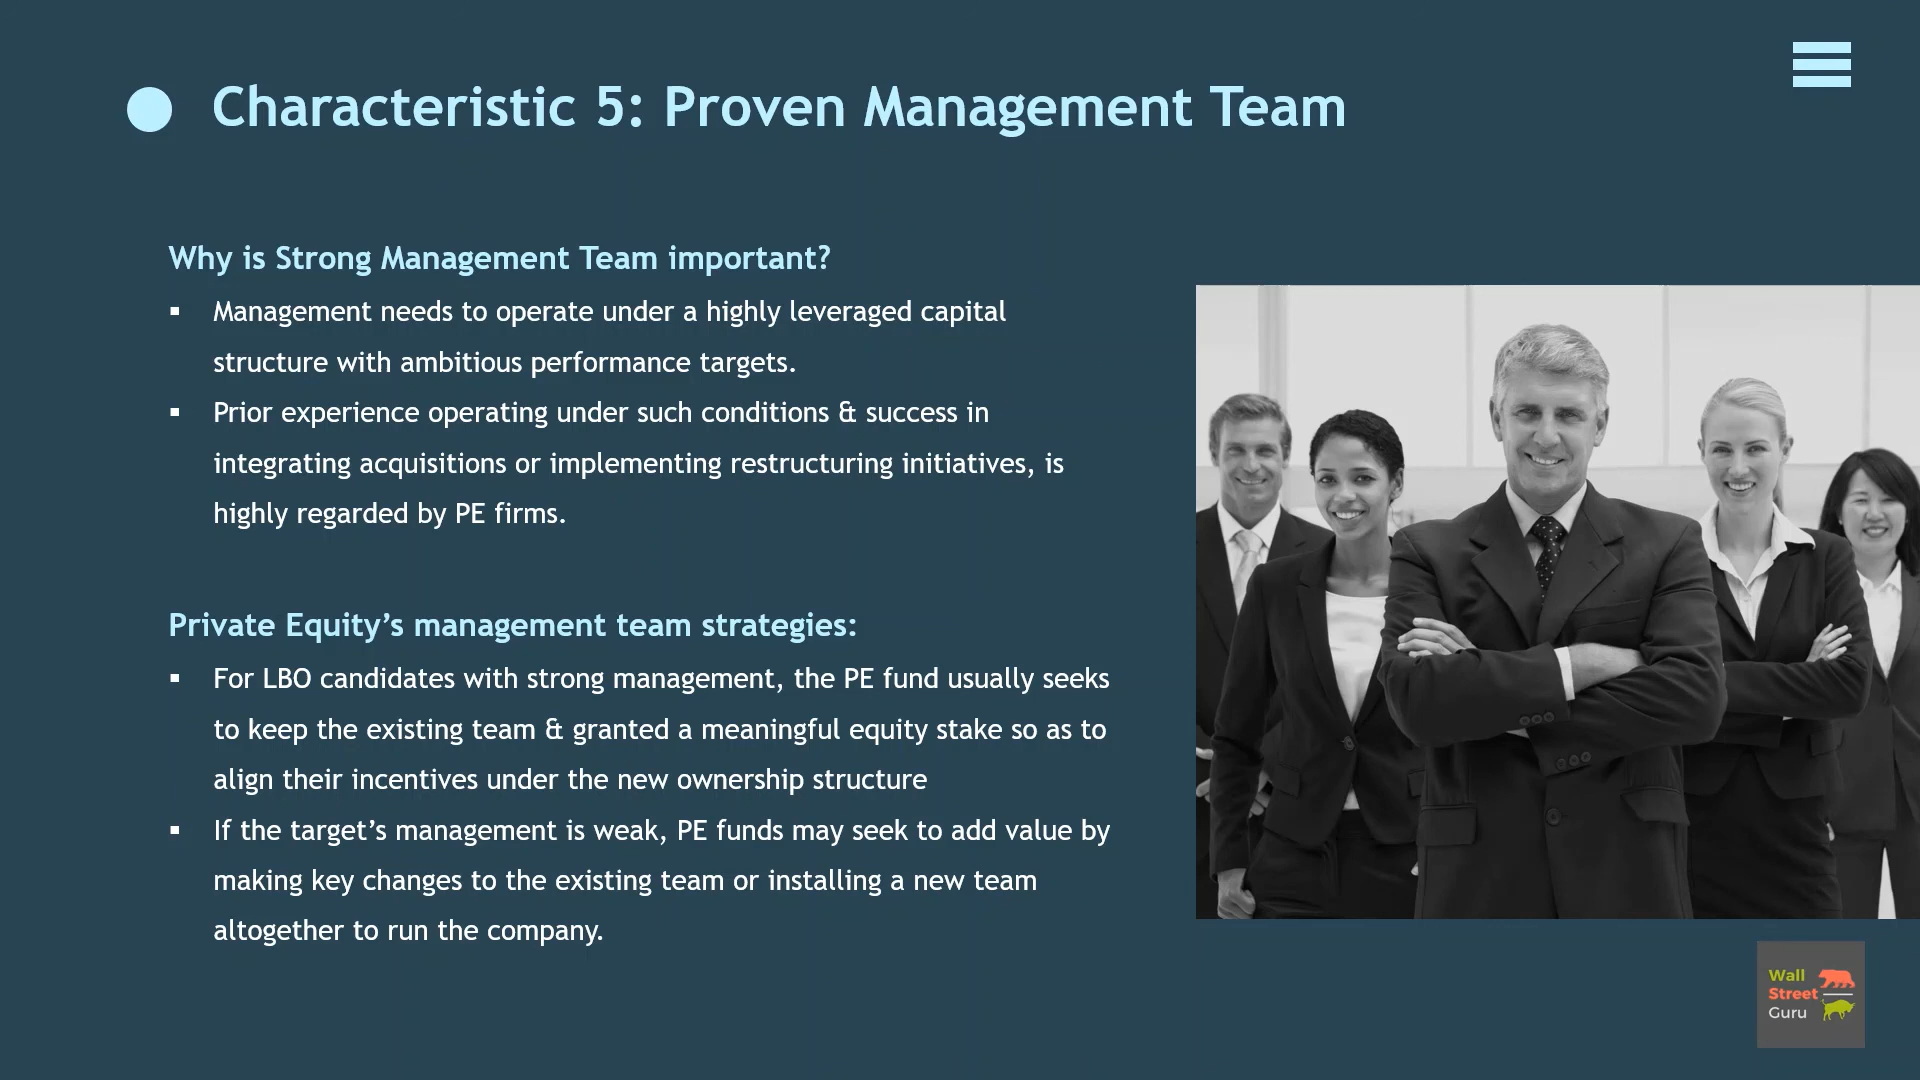 Characteristic 5: Proven Management Team
Why is Strong Management Team important?
▪ Management needs to operate under a highly leveraged capital
structure with ambitious performance targets.
▪ Prior experience operating under such conditions & success in
integrating acquisitions or implementing restructuring initiatives, is
highly regarded by PE firms.
Private Equity’s management team strategies:
▪ For LBO candidates with strong management, the PE fund usually seeks
to keep the existing team & granted a meaningful equity stake so as to
align their incentives under the new ownership structure
▪ If the target’s management is weak, PE funds may seek to add value by
making key changes to the existing team or installing a new team
altogether to run the company.
Wall
Street
Guru